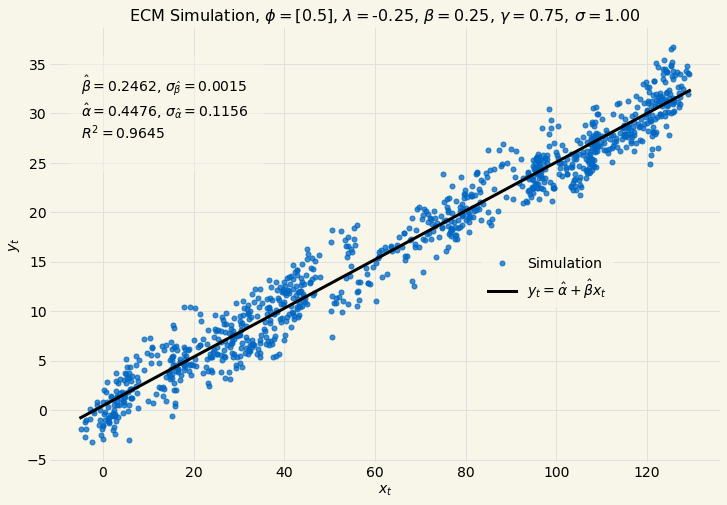 ECM Simulation, ϕ = [0.5], λ = -0.25, β = 0.25, γ = 0.75, σ = 1.00
β̂ = 0.2462, σ_β̂ = 0.0015
α̂ = 0.4476, σ_α̂ = 0.1156
R² = 0.9645
35
30
25
20
15
10
5
0
−5
y_t
Simulation
y_t = α̂ + β̂x_t
0 20 40 60 80 100 120
x_t